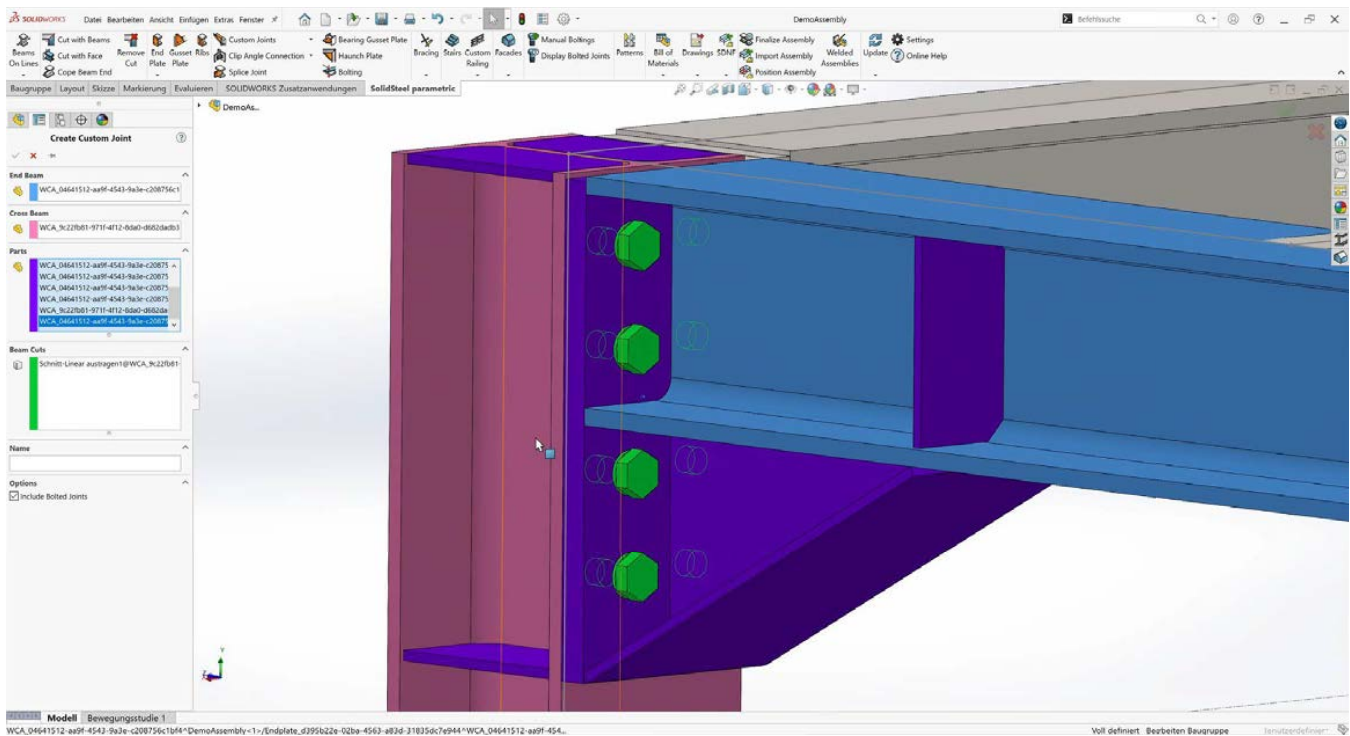 SOLIDWORKS Datei Bearbeiten Ansicht Einfügen Extras Fenster DemoAssembly Befehlssuche
Beams On Lines
Cut with Beams
Cut with Face
Cope Beam End
Remove Cut
End Plate
Gusset Plate
Ribs
Custom Joints
Clip Angle Connection
Splice Joint
Bearing Gusset Plate
Haunch Plate
Bolting
Bracing
Stairs
Custom Railing
Facades
Manual Boltings
Display Bolted Joints
Patterns
Bill of Materials
Drawings
SDNF
Finalize Assembly
Import Assembly
Position Assembly
Welded Assemblies
Update
Settings
Online Help
Baugruppe Layout Skizze Markierung Evaluieren SOLIDWORKS Zusatzanwendungen SolidSteel parametric
DemoAs...
Create Custom Joint
End Beam
WCA_04641512-aa9f-4543-9a3e-c208756c1
Cross Beam
WCA_9c22fb81-971f-4f12-8da0-d682dadb3
Parts
WCA_04641512-aa9f-4543-9a3e-c20875
WCA_04641512-aa9f-4543-9a3e-c20875
WCA_04641512-aa9f-4543-9a3e-c20875
WCA_04641512-aa9f-4543-9a3e-c20875
WCA_9c22fb81-971f-4f12-8da0-d682da
WCA_04641512-aa9f-4543-9a3e-c20875
Beam Cuts
Schnitt-Linear austragen1@WCA_9c22fb81-
Name
Options
Include Bolted Joints
Modell Bewegungsstudie 1
WCA_04641512-aa9f-4543-9a3e-c208756c1bf4^DemoAssembly<1>/Endplate_d395b22e-02ba-4563-a83d-31835dc7e944^WCA_04641512-aa9f-454... Voll definiert Bearbeiten Baugruppe Benutzerdefiniert